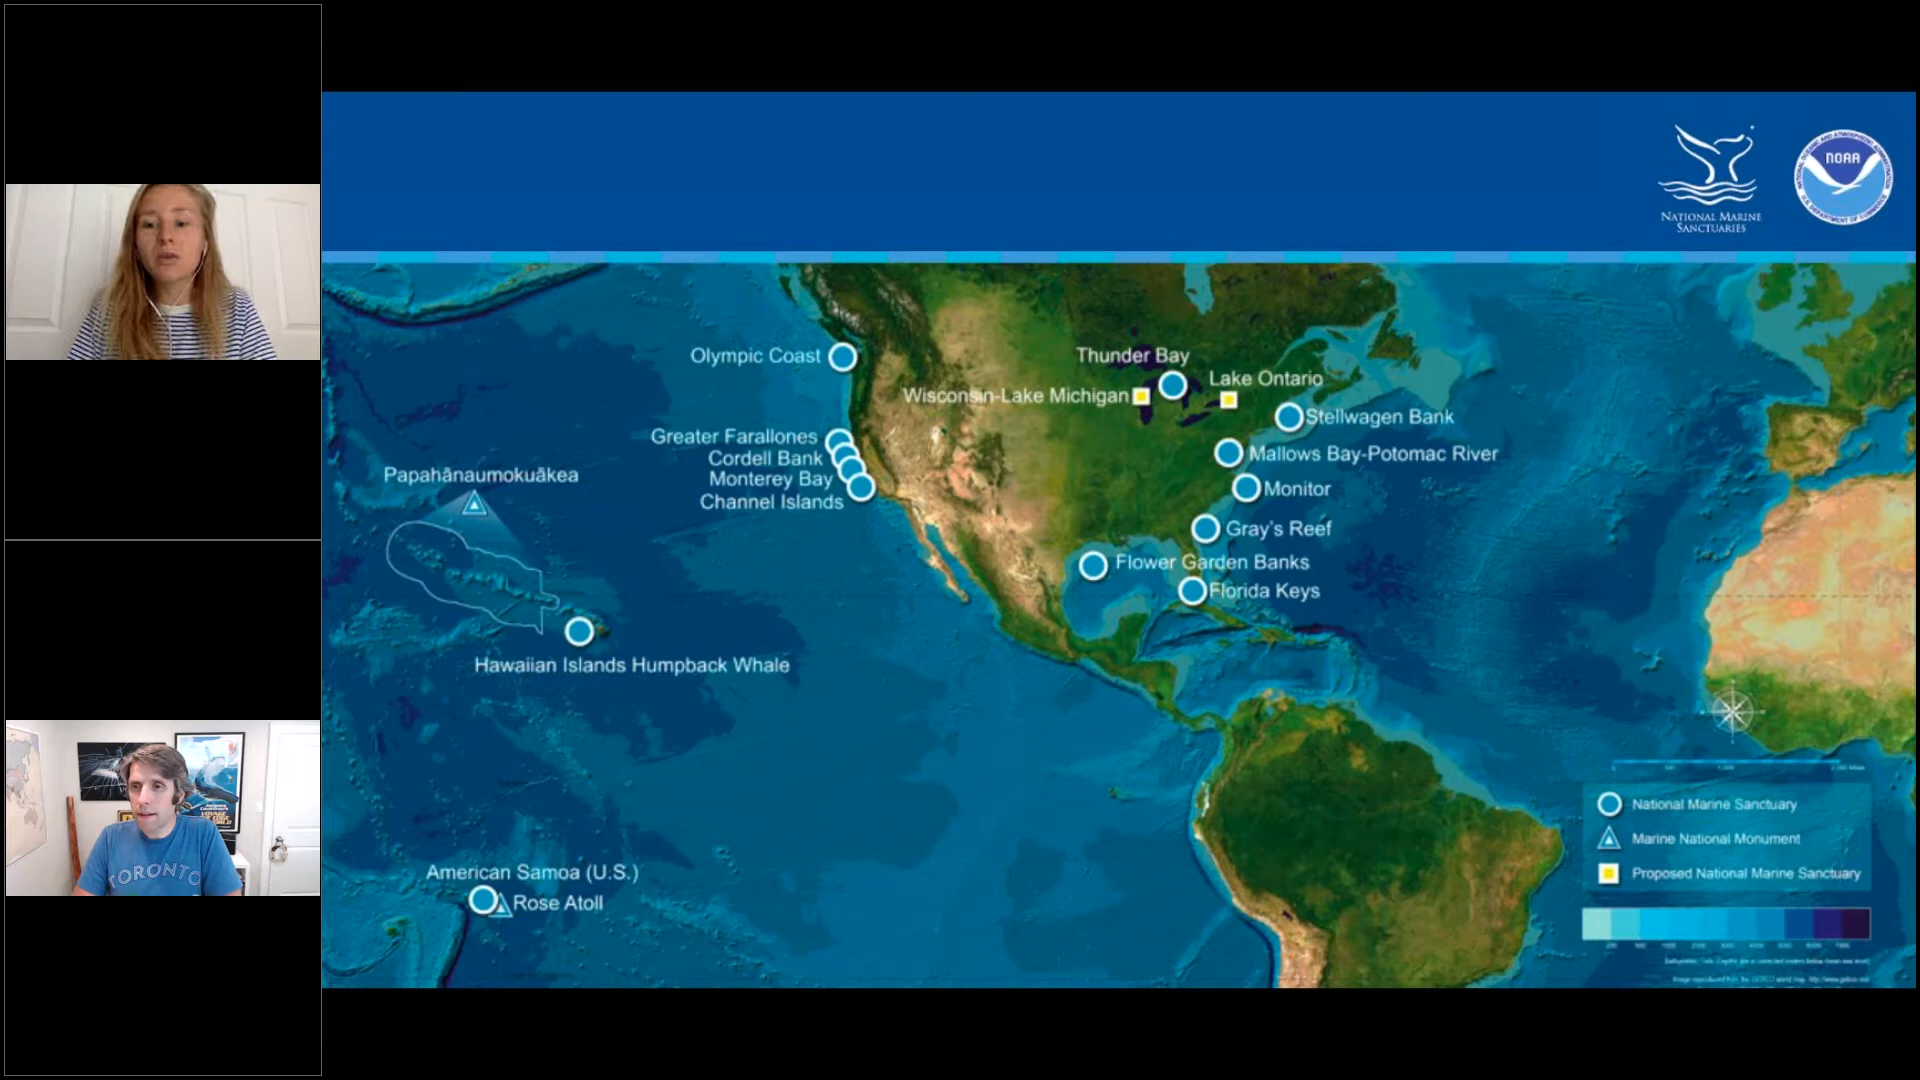 NOAA
NATIONAL MARINE
SANCTUARIES
Olympic Coast
Thunder Bay
Lake Ontario
Wisconsin-Lake Michigan
Stellwagen Bank
Greater Farallones
Cordell Bank
Monterey Bay
Channel Islands
Mallows Bay-Potomac River
Papahānaumokuākea
Monitor
Gray's Reef
Flower Garden Banks
Florida Keys
Hawaiian Islands Humpback Whale
TORONTO
National Marine Sanctuary
Marine National Monument
Proposed National Marine Sanctuary
American Samoa (U.S.)
Rose Atoll